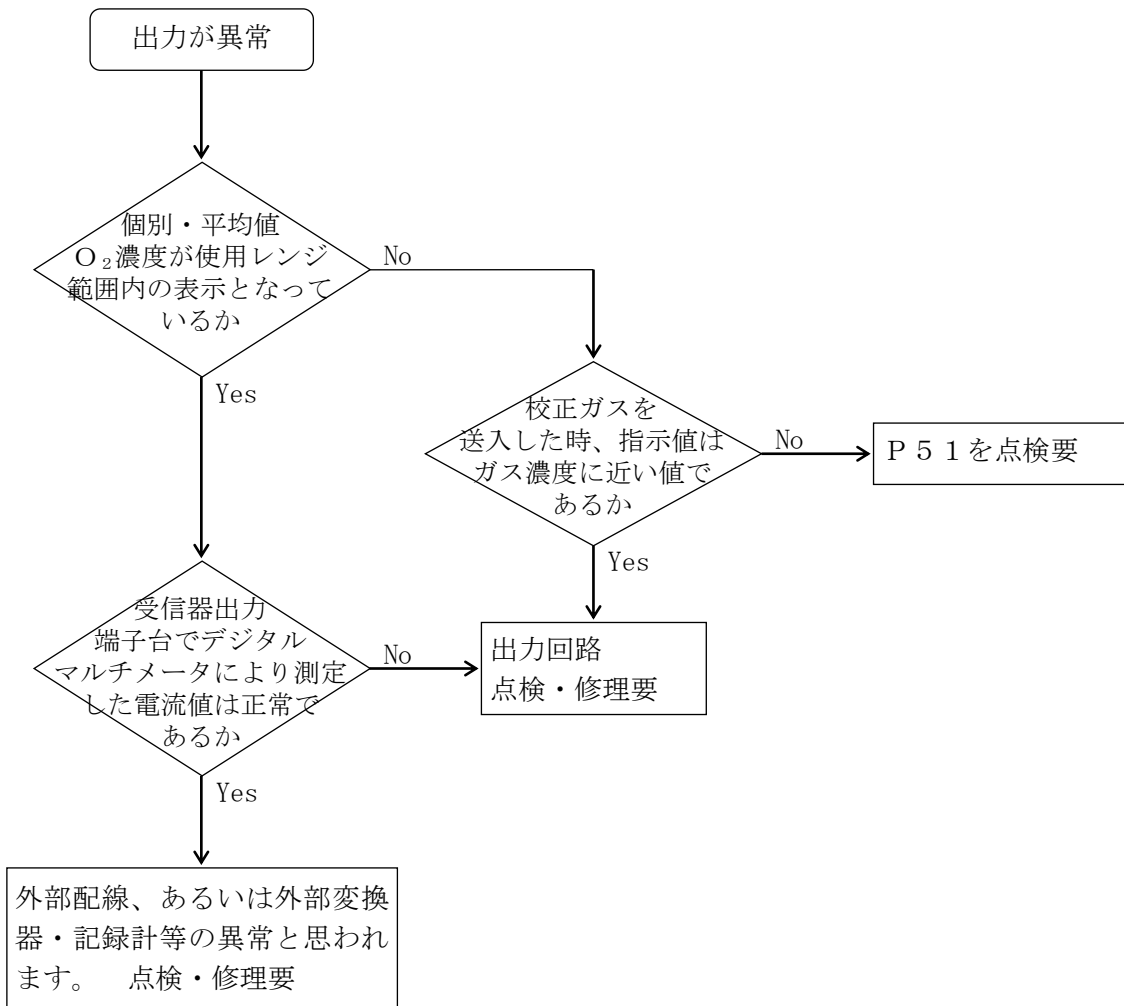 出力が異常
個別・平均値
O₂濃度が使用レンジ
範囲内の表示となって
いるか
No
Yes
校正ガスを
送入した時、指示値は
ガス濃度に近い値で
あるか
No
P51を点検要
Yes
受信器出力
端子台でデジタル
マルチメータにより測定
した電流値は正常で
あるか
No
出力回路
点検・修理要
Yes
外部配線、あるいは外部変換
器・記録計等の異常と思われ
ます。　点検・修理要